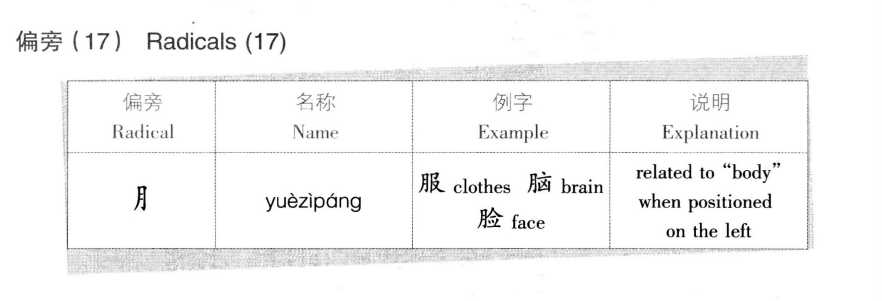 偏旁（17） Radicals (17)
偏旁 名称 例字 说明
Radical Name Example Explanation
月 yuèzìpáng 服 clothes 脑 brain 脸 face related to “body” when positioned on the left